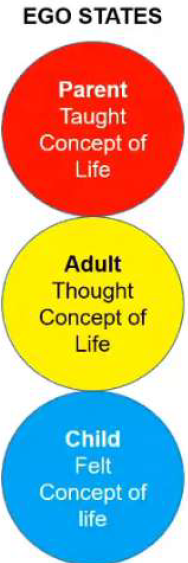 EGO STATES
Parent
Taught
Concept of
Life
Adult
Thought
Concept of
Life
Child
Felt
Concept of
life